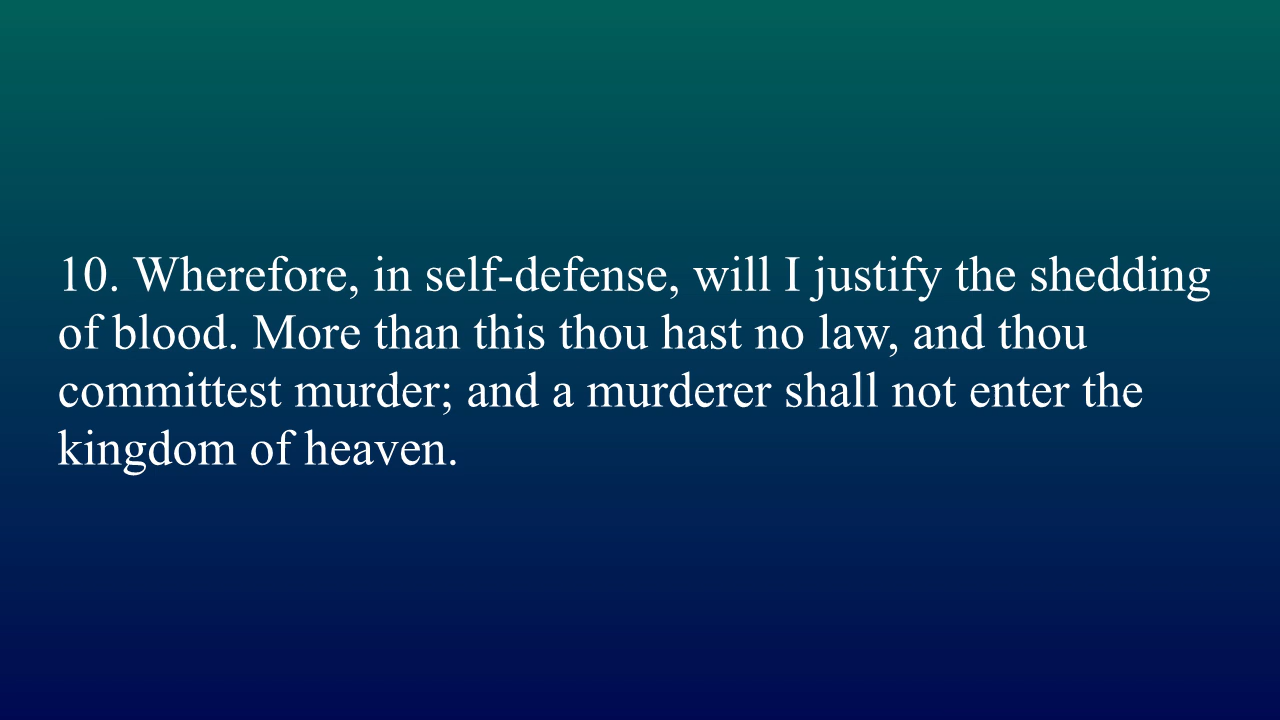 10. Wherefore, in self-defense, will I justify the shedding
of blood. More than this thou hast no law, and thou
committest murder; and a murderer shall not enter the
kingdom of heaven.